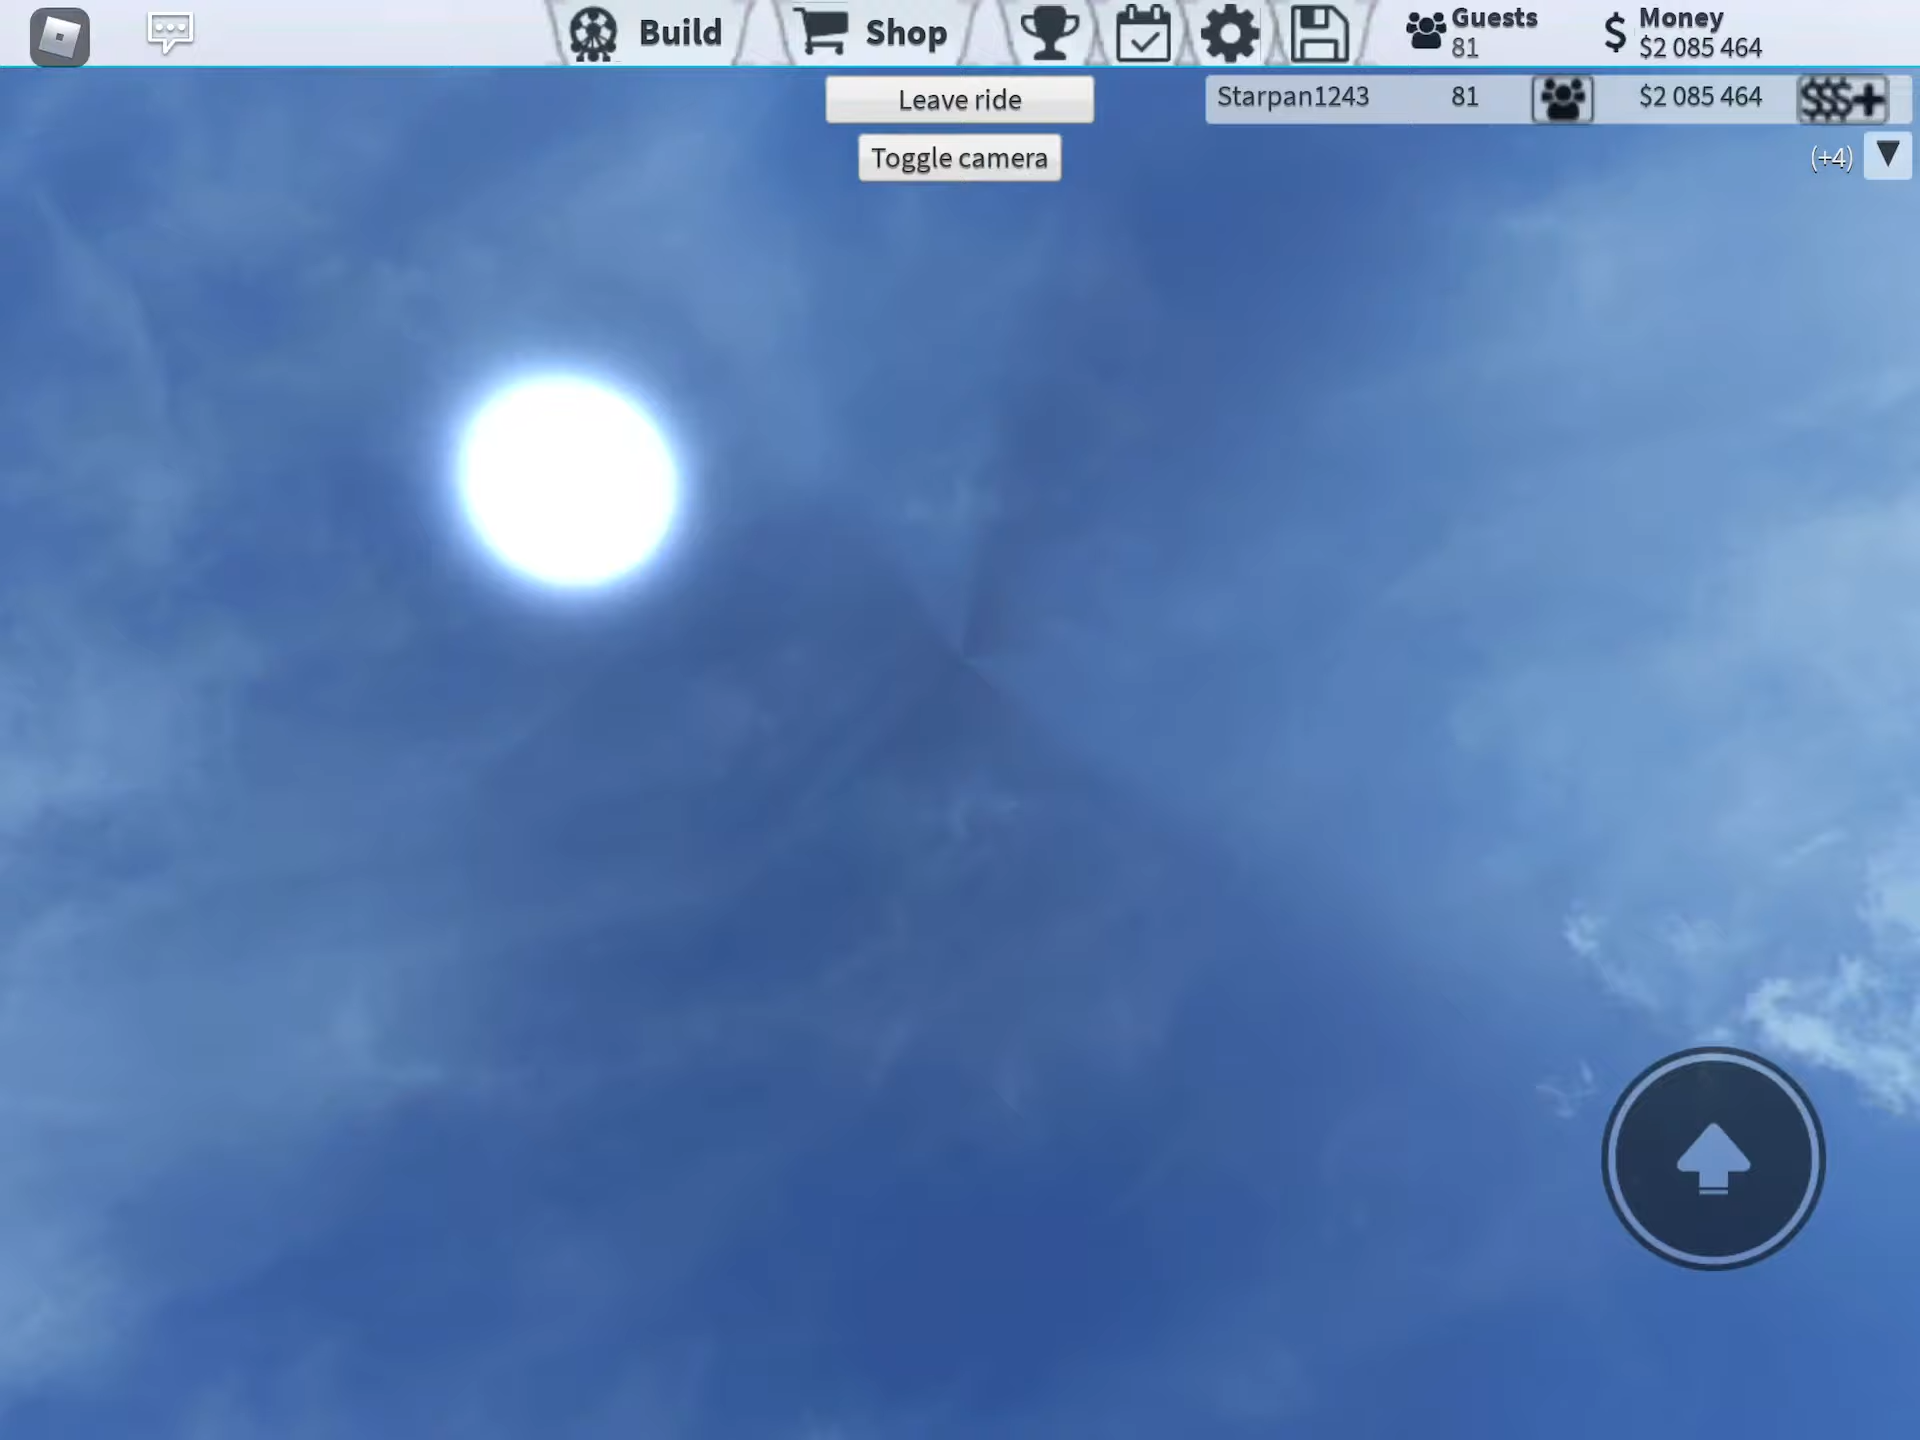 Build
Shop
Guests
81
$ Money
$2 085 464
Leave ride
Starpan1243 81 $2 085 464 $$$+
Toggle camera
(+4)